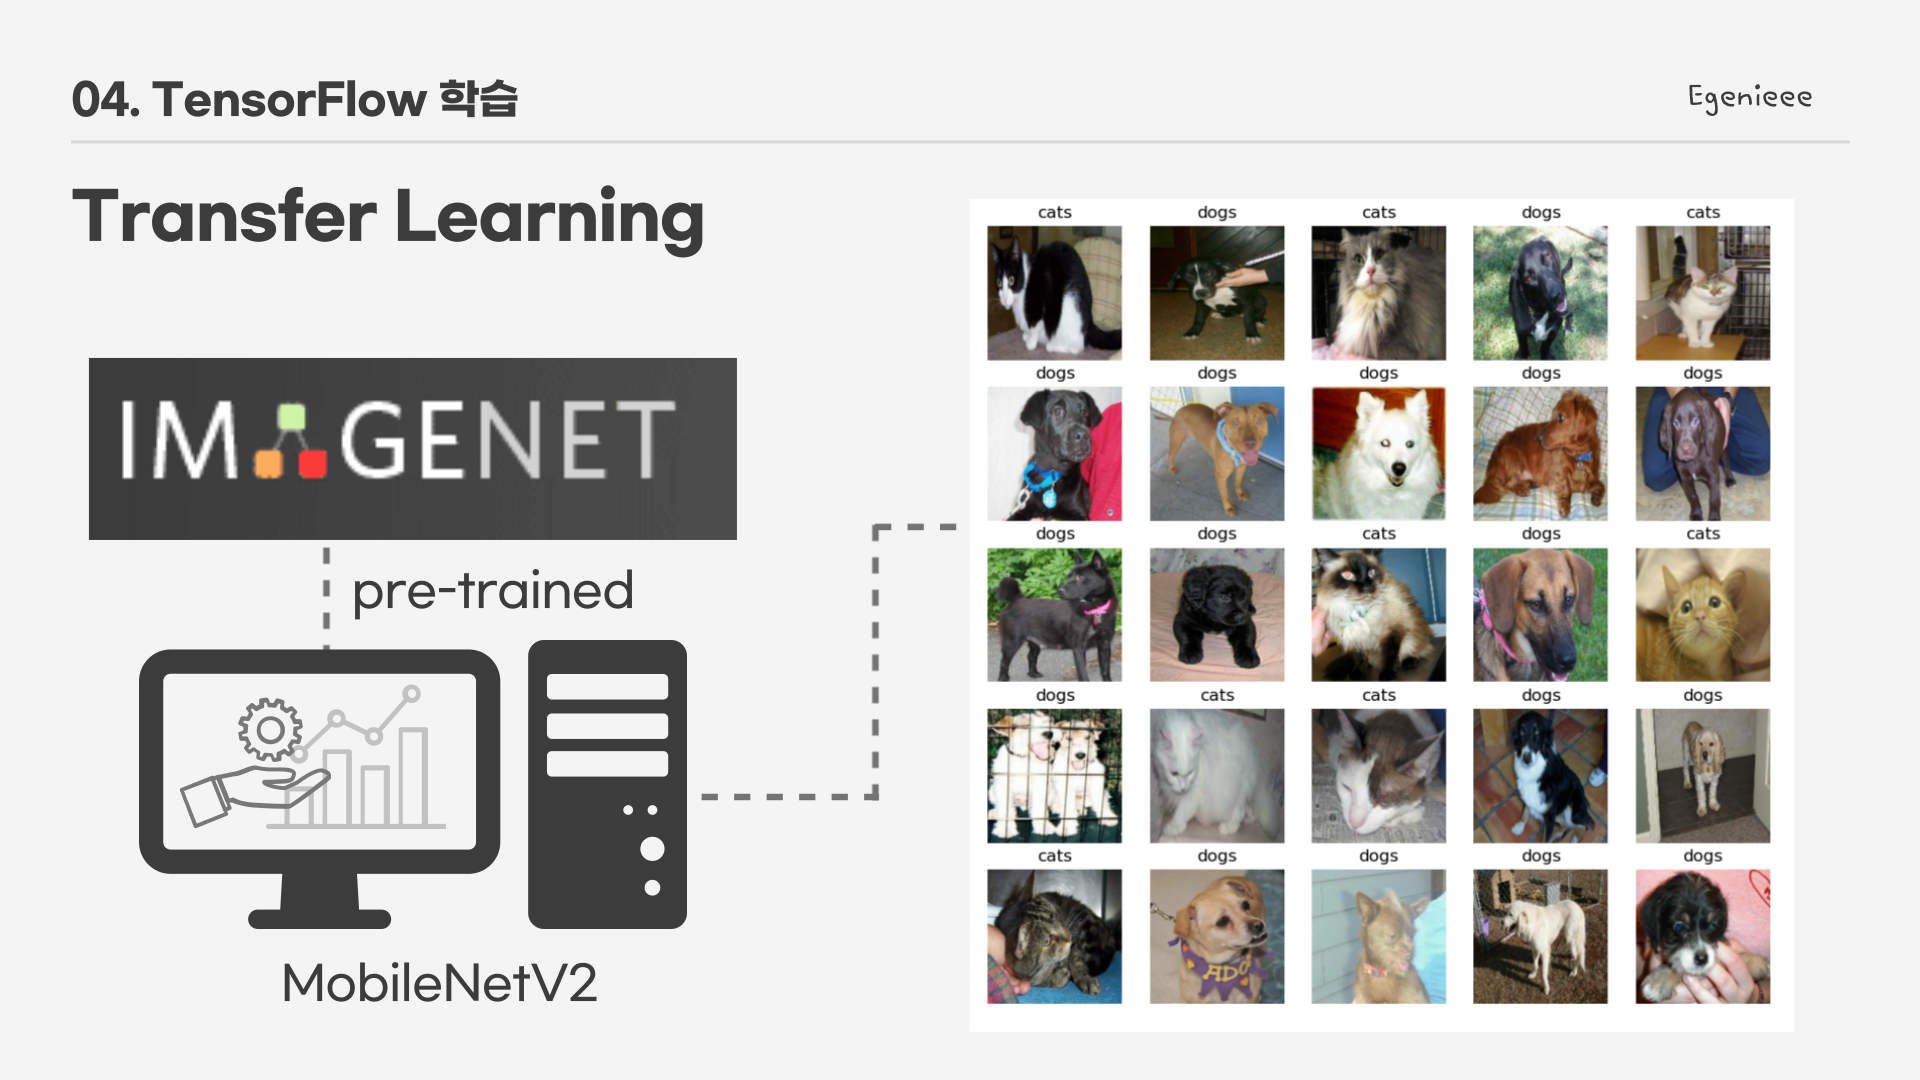 04. TensorFlow 학습
Egenieee
Transfer Learning
IMAGENET
pre-trained
MobileNetV2
cats dogs cats dogs cats
dogs dogs dogs dogs dogs
dogs dogs cats dogs cats
dogs cats cats dogs dogs
cats dogs dogs dogs dogs
ADO